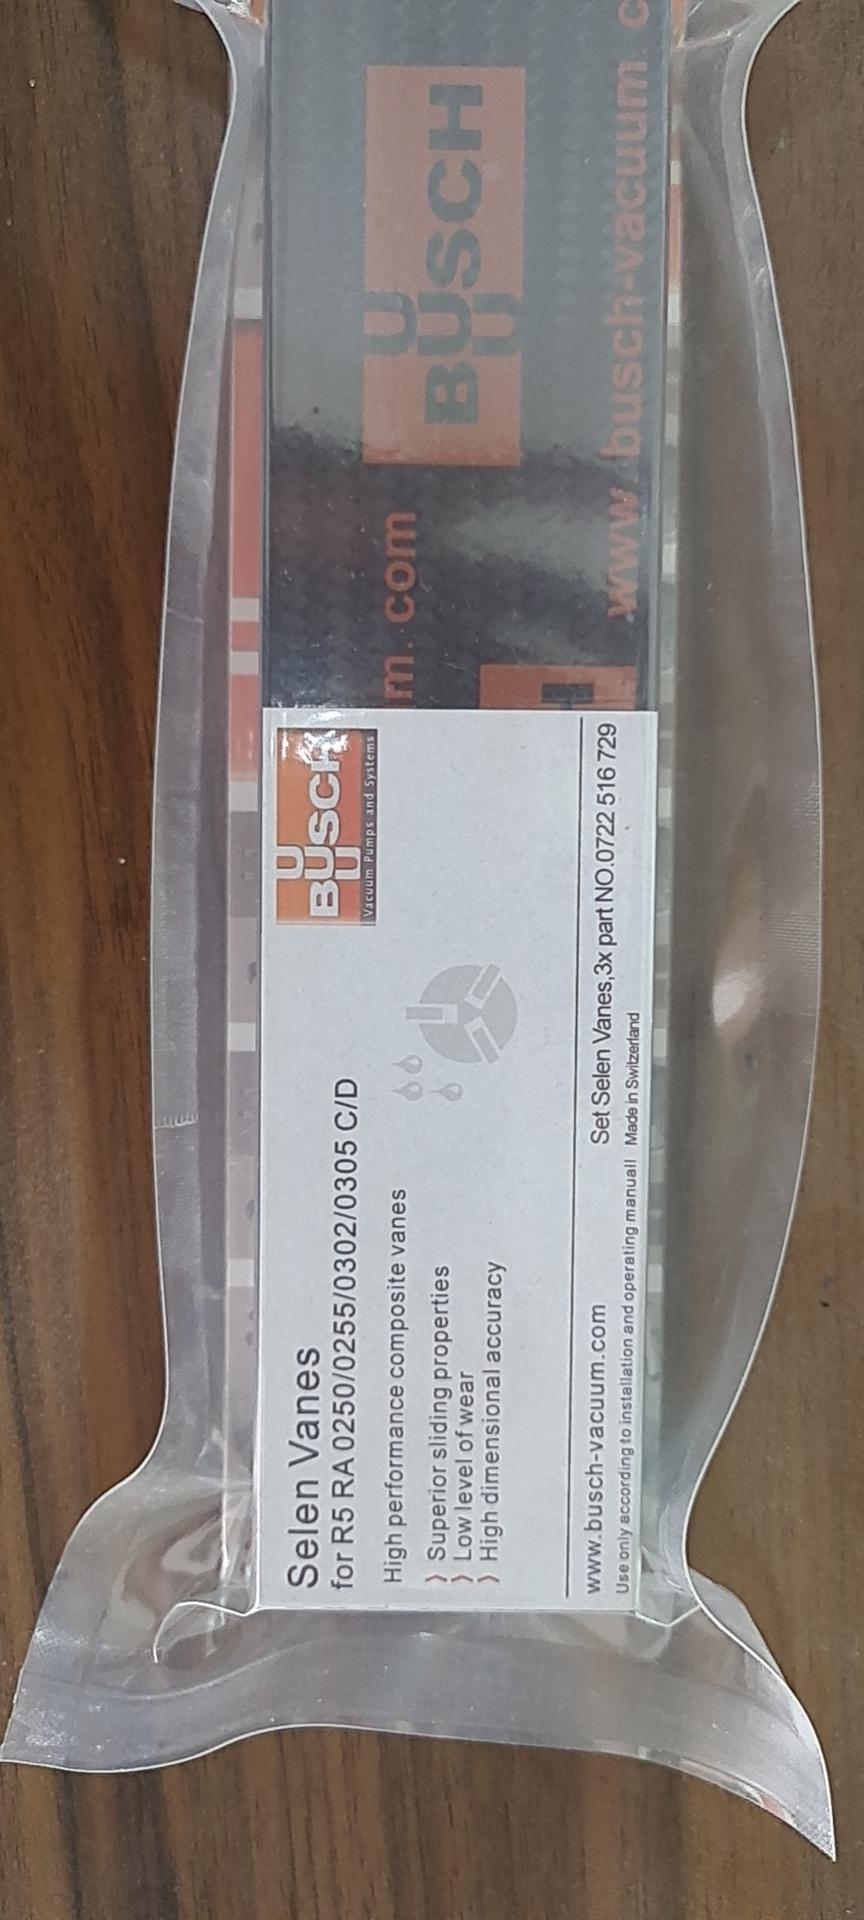 Selen Vanes
for R5 RA 0250/0255/0302/0305 C/D
High performance composite vanes
❭ Superior sliding properties
❭ Low level of wear
❭ High dimensional accuracy
BUSCH
Vacuum Pumps and Systems
www.busch-vacuum.com
Set Selen Vanes,3x part NO.0722 516 729
Use only according to installation and operating manuall
Made in Switzerland
m.com
BUSCH
www.busch-vacuum.c